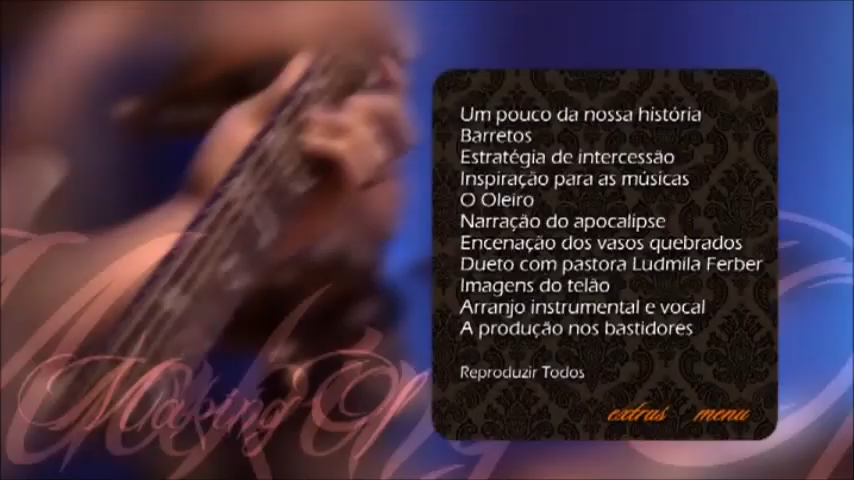 Um pouco da nossa história
Barretos
Estratégia de intercessão
Inspiração para as músicas
O Oleiro
Narração do apocalipse
Encenação dos vasos quebrados
Dueto com pastora Ludmila Ferber
Imagens do telão
Arranjo instrumental e vocal
A produção nos bastidores
Reproduzir Todos
extras menu
Making Of